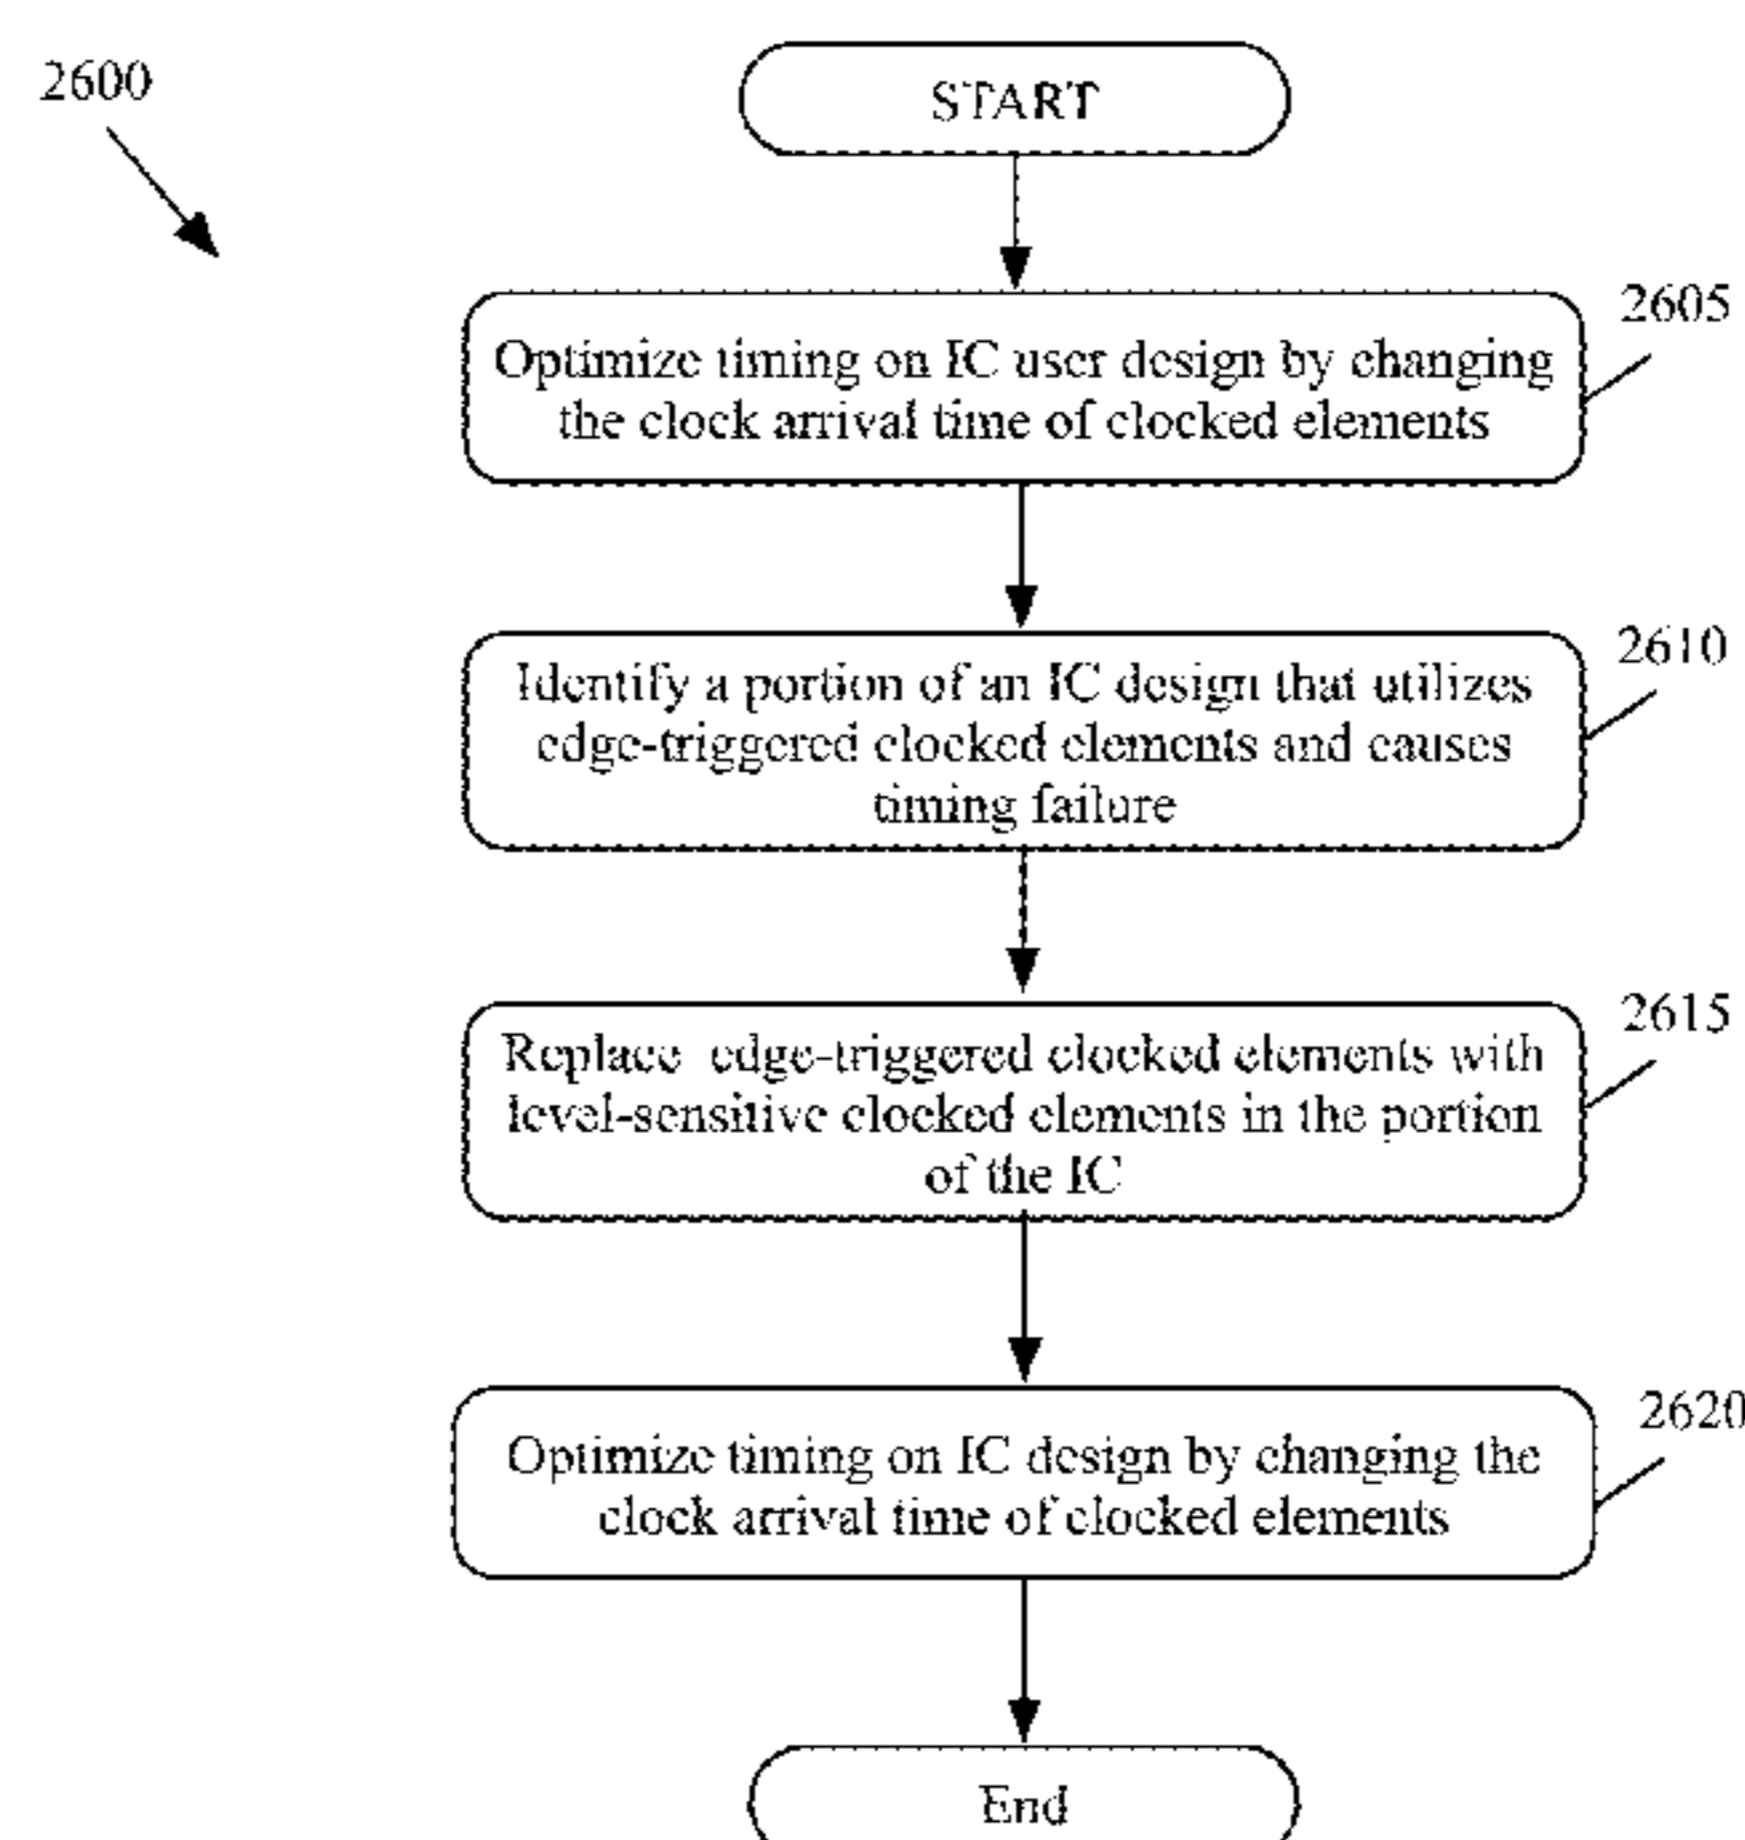 2600
START
2605
Optimize timing on IC user design by changing
the clock arrival time of clocked elements
2610
Identify a portion of an IC design that utilizes
edge-triggered clocked elements and causes
timing failure
2615
Replace edge-triggered clocked elements with
level-sensitive clocked elements in the portion
of the IC
2620
Optimize timing on IC design by changing the
clock arrival time of clocked elements
End